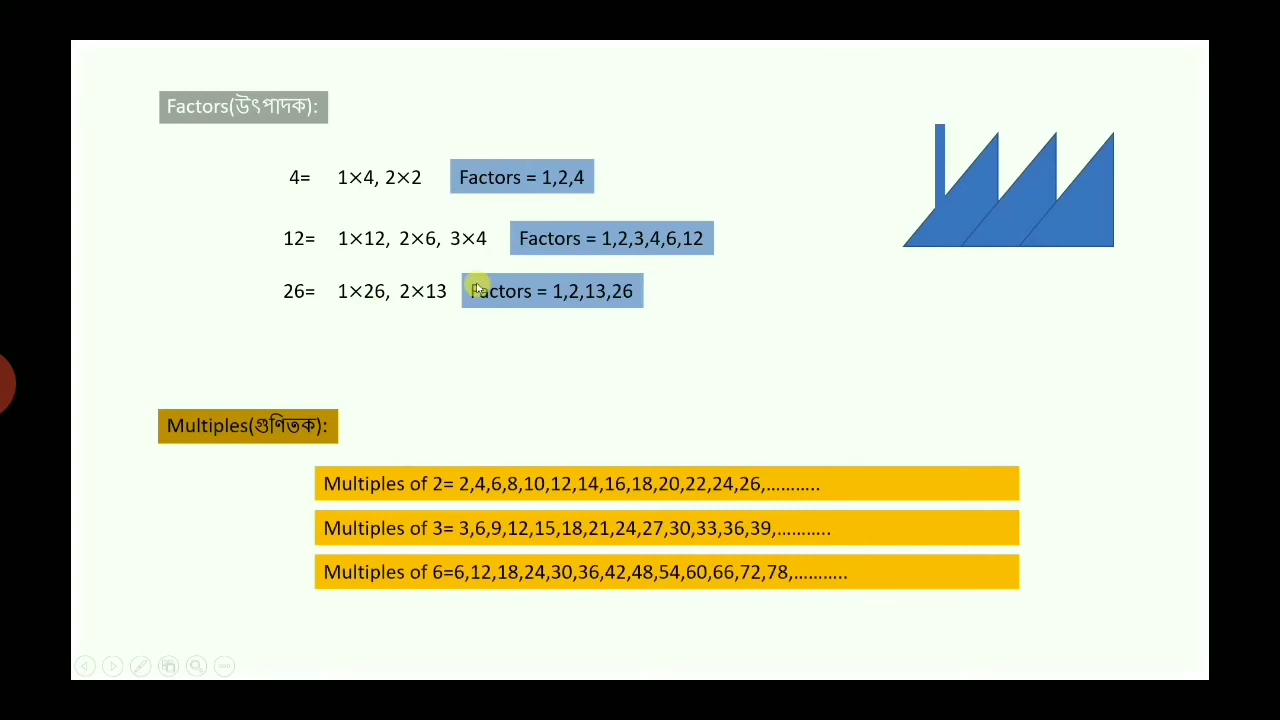 Factors(উৎপাদক):
4= 1×4, 2×2 Factors = 1,2,4
12= 1×12, 2×6, 3×4 Factors = 1,2,3,4,6,12
26= 1×26, 2×13 Factors = 1,2,13,26
Multiples(গুণিতক):
Multiples of 2= 2,4,6,8,10,12,14,16,18,20,22,24,26,………..
Multiples of 3= 3,6,9,12,15,18,21,24,27,30,33,36,39,………..
Multiples of 6=6,12,18,24,30,36,42,48,54,60,66,72,78,………..